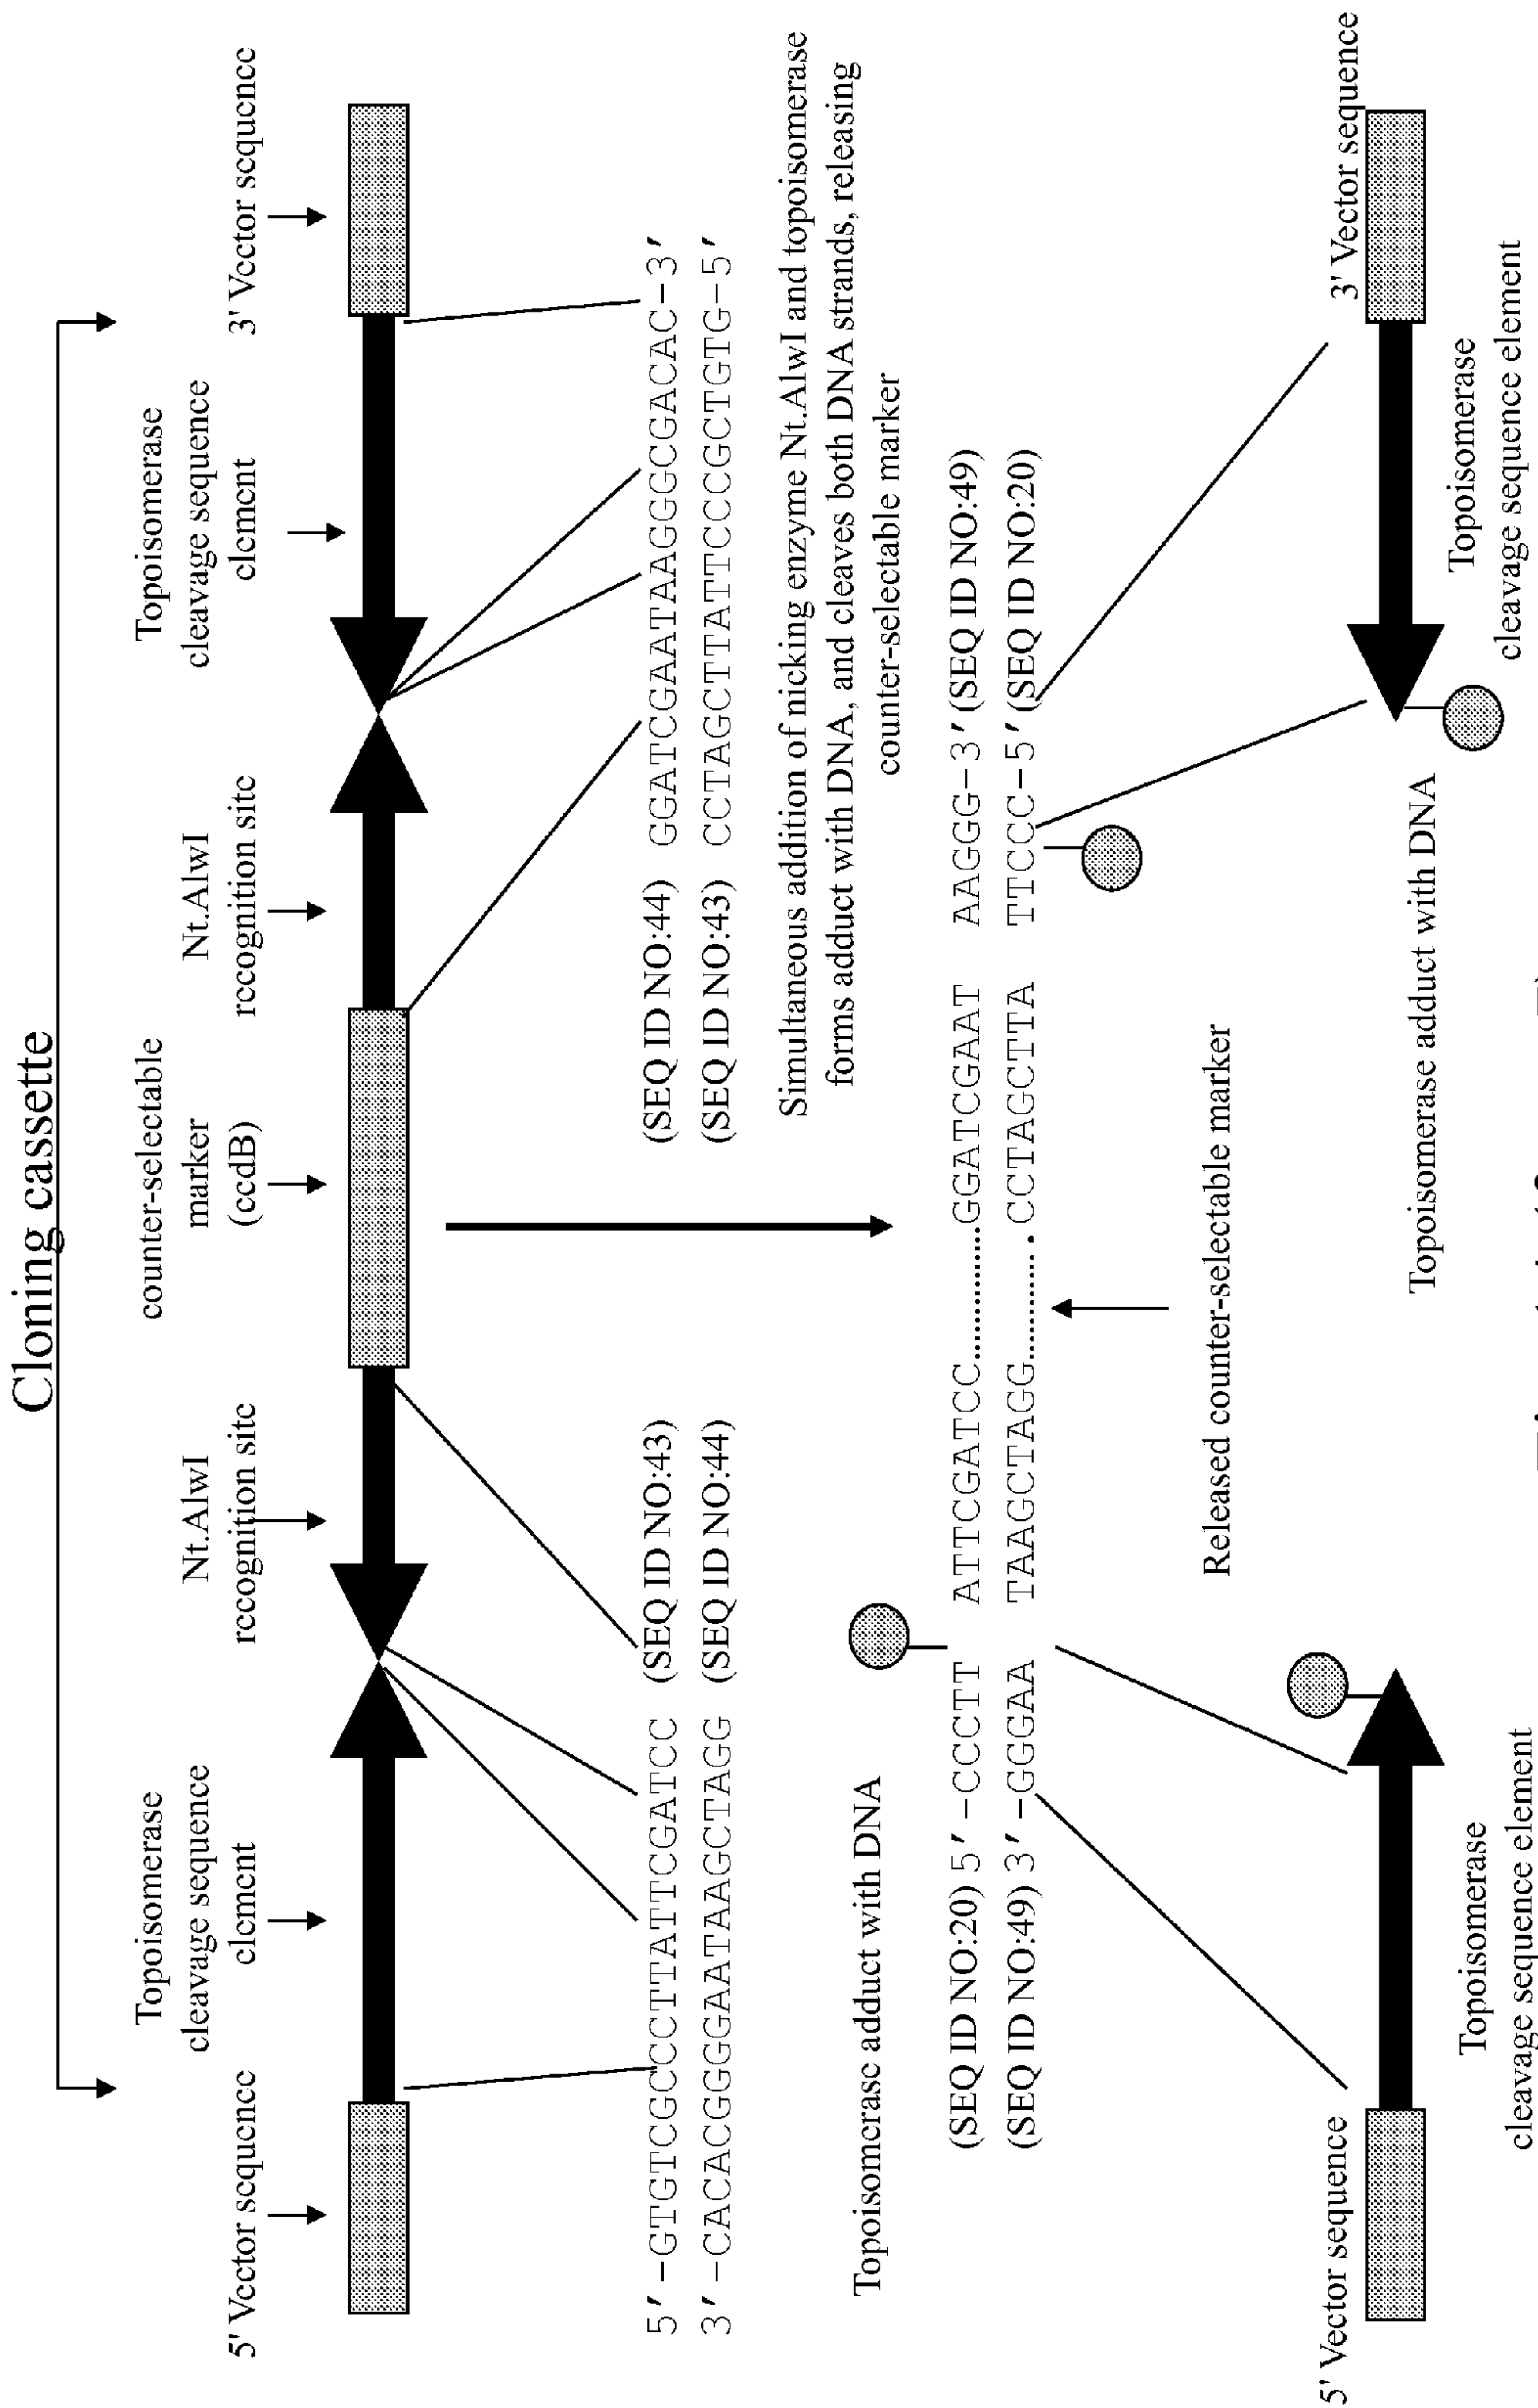 Cloning cassette
5' Vector sequence
Topoisomerase
cleavage sequence
element
Nt.AlwI
recognition site
counter-selectable
marker
(ccdB)
Nt.AlwI
recognition site
Topoisomerase
cleavage sequence
element
3' Vector sequence
5'-GTGTCGCCCTTATTCGATCC (SEQ ID NO:43)
3'-CACACGGGGAATAAGCTAGG (SEQ ID NO:44)
(SEQ ID NO:44) GGATCGAATAAGGGCGACAC-3'
(SEQ ID NO:43) CCTAGCTTATTCCCGCTGTG-5'
Simultaneous addition of nicking enzyme Nt.AlwI and topoisomerase
forms adduct with DNA, and cleaves both DNA strands, releasing
counter-selectable marker
Topoisomerase adduct with DNA
(SEQ ID NO:20) 5'-CCCTT ATTCGATCC............GGATCGAAT AAGGG-3' (SEQ ID NO:49)
(SEQ ID NO:49) 3'-GGGAA TAAGCTAGG...........CCTAGCTTA TTCCC-5' (SEQ ID NO:20)
Released counter-selectable marker
5' Vector sequence
Topoisomerase
cleavage sequence element
Topoisomerase adduct with DNA
3' Vector sequence
Topoisomerase
cleavage sequence element